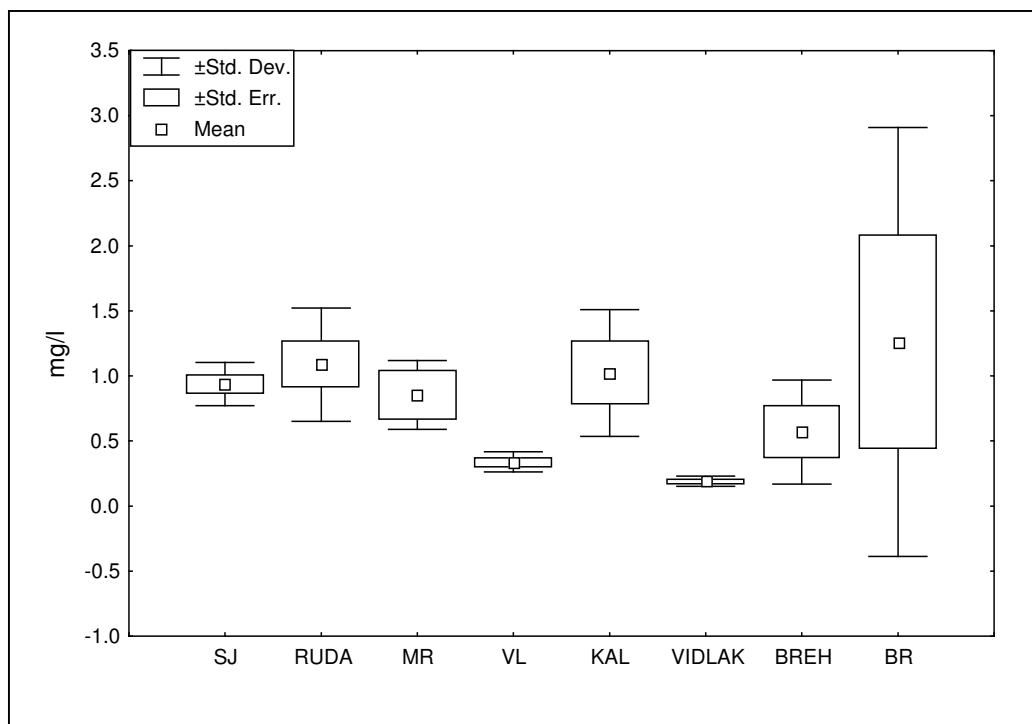 ±Std. Dev.
±Std. Err.
Mean
mg/l
3.5
3.0
2.5
2.0
1.5
1.0
0.5
0.0
-0.5
-1.0
SJ RUDA MR VL KAL VIDLAK BREH BR